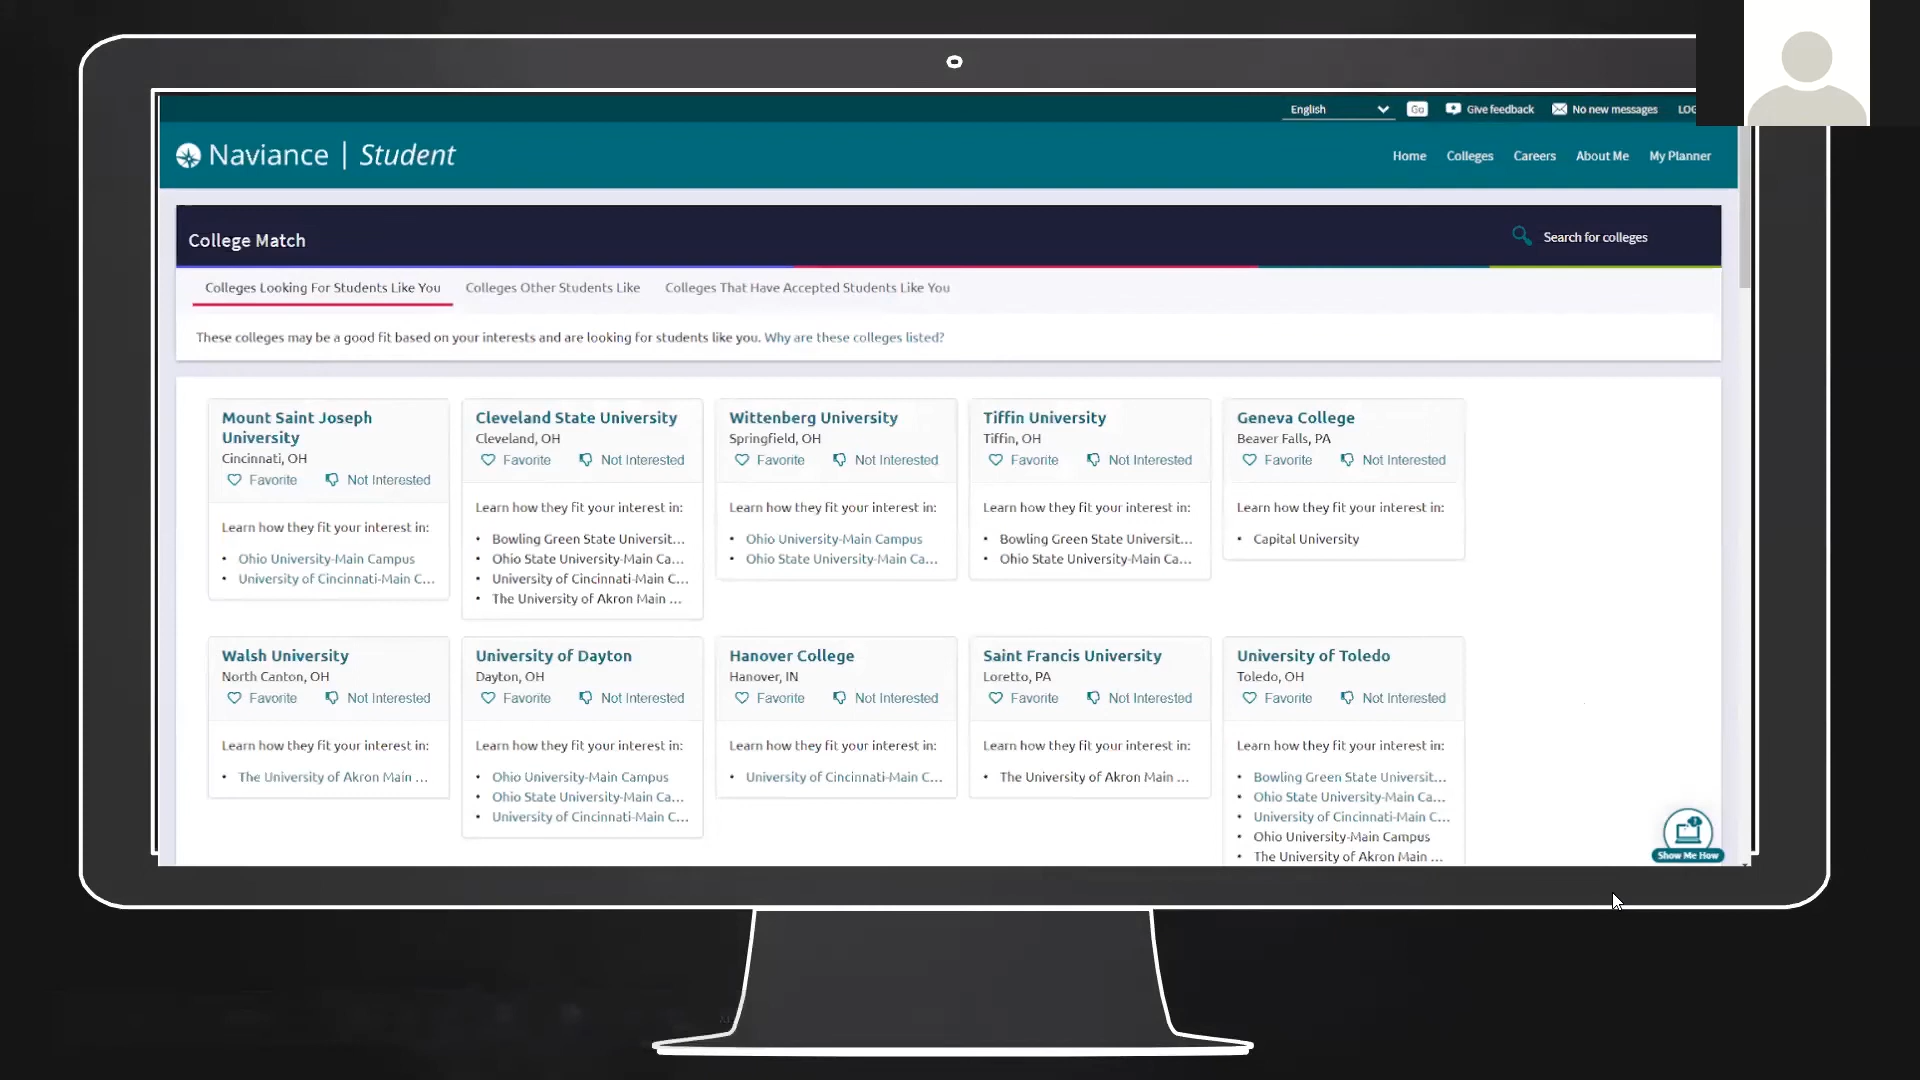 English
Go
Give feedback
No new messages
LOG
Naviance | Student
Home
Colleges
Careers
About Me
My Planner
College Match
Search for colleges
Colleges Looking For Students Like You
Colleges Other Students Like
Colleges That Have Accepted Students Like You
These colleges may be a good fit based on your interests and are looking for students like you. Why are these colleges listed?
Mount Saint Joseph
University
Cincinnati, OH
Favorite
Not Interested
Learn how they fit your interest in:
• Ohio University-Main Campus
• University of Cincinnati-Main C...
Cleveland State University
Cleveland, OH
Favorite
Not Interested
Learn how they fit your interest in:
• Bowling Green State Universit...
• Ohio State University-Main Ca...
• University of Cincinnati-Main C...
• The University of Akron Main ...
Wittenberg University
Springfield, OH
Favorite
Not Interested
Learn how they fit your interest in:
• Ohio University-Main Campus
• Ohio State University-Main Ca...
Tiffin University
Tiffin, OH
Favorite
Not Interested
Learn how they fit your interest in:
• Bowling Green State Universit...
• Ohio State University-Main Ca...
Geneva College
Beaver Falls, PA
Favorite
Not Interested
Learn how they fit your interest in:
• Capital University
Walsh University
North Canton, OH
Favorite
Not Interested
Learn how they fit your interest in:
• The University of Akron Main ...
University of Dayton
Dayton, OH
Favorite
Not Interested
Learn how they fit your interest in:
• Ohio University-Main Campus
• Ohio State University-Main Ca...
• University of Cincinnati-Main C...
Hanover College
Hanover, IN
Favorite
Not Interested
Learn how they fit your interest in:
• University of Cincinnati-Main C...
Saint Francis University
Loretto, PA
Favorite
Not Interested
Learn how they fit your interest in:
• The University of Akron Main ...
University of Toledo
Toledo, OH
Favorite
Not Interested
Learn how they fit your interest in:
• Bowling Green State Universit...
• Ohio State University-Main Ca...
• University of Cincinnati-Main C...
• Ohio University-Main Campus
• The University of Akron Main ...
Show Me How